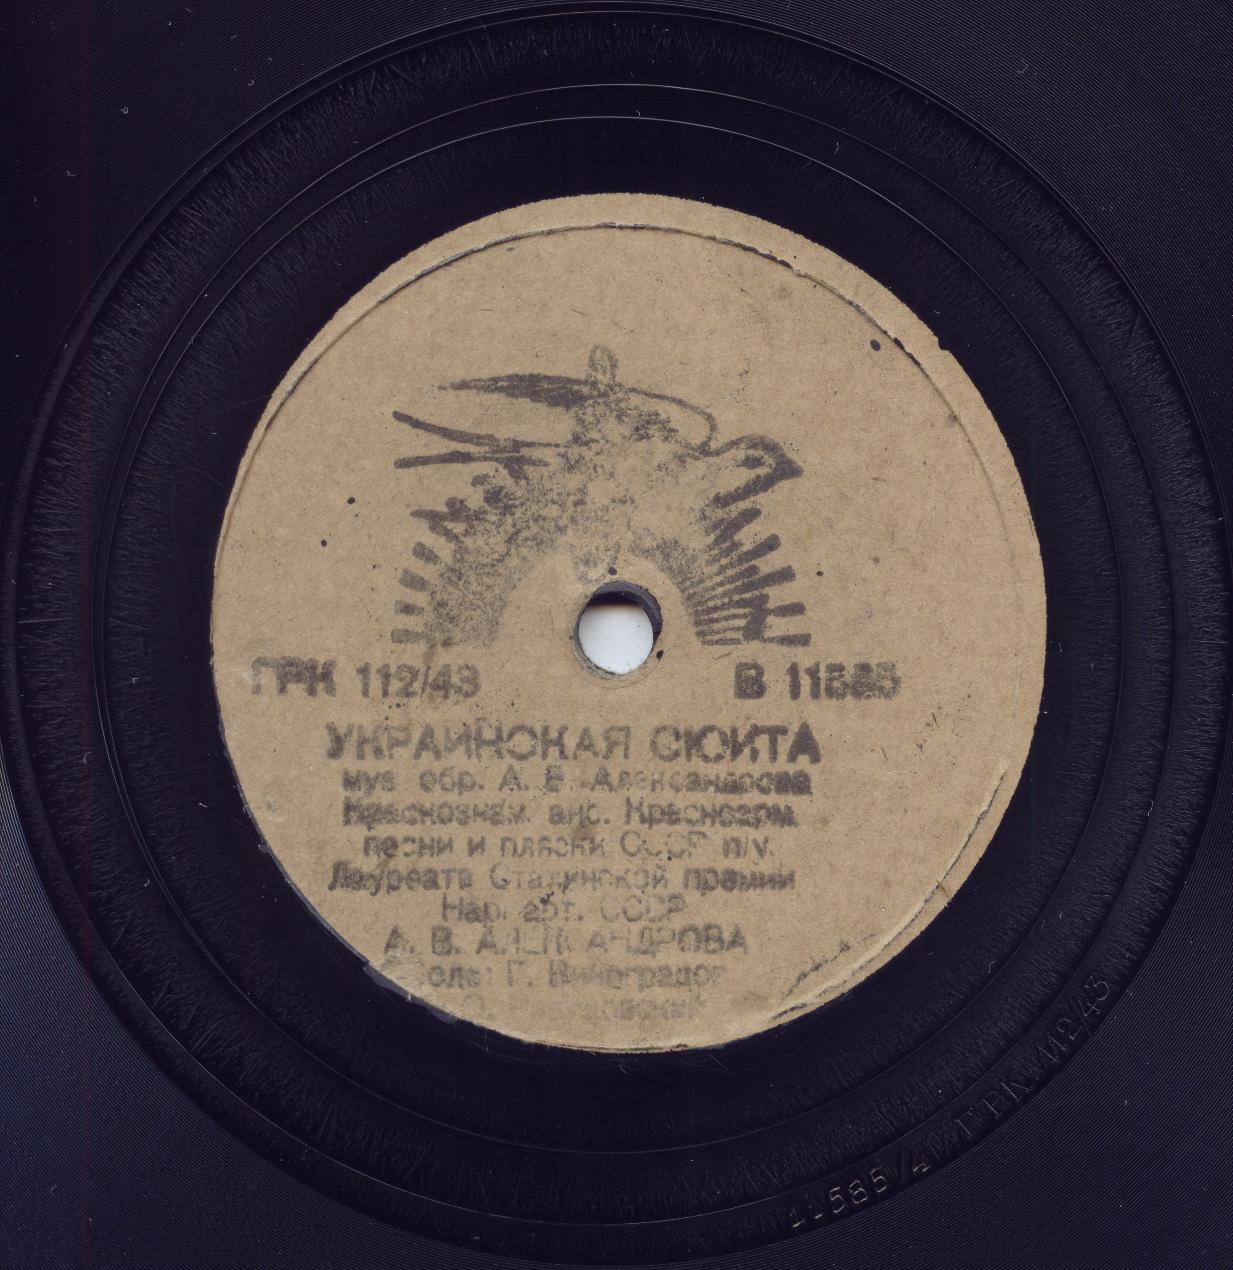 ГРК 112/43 В 11585
УКРАИНСКАЯ СЮИТА
муз обр. А. В. Александрова
Краснознам. анс. Красноарм.
песни и пляски СССР п/у.
Лауреата Сталинской премии
Нар. арт. СССР
А. В. АЛЕКСАНДРОВА
Соло: Г. Виноградов
О.
11585/4 ГРК 112/43